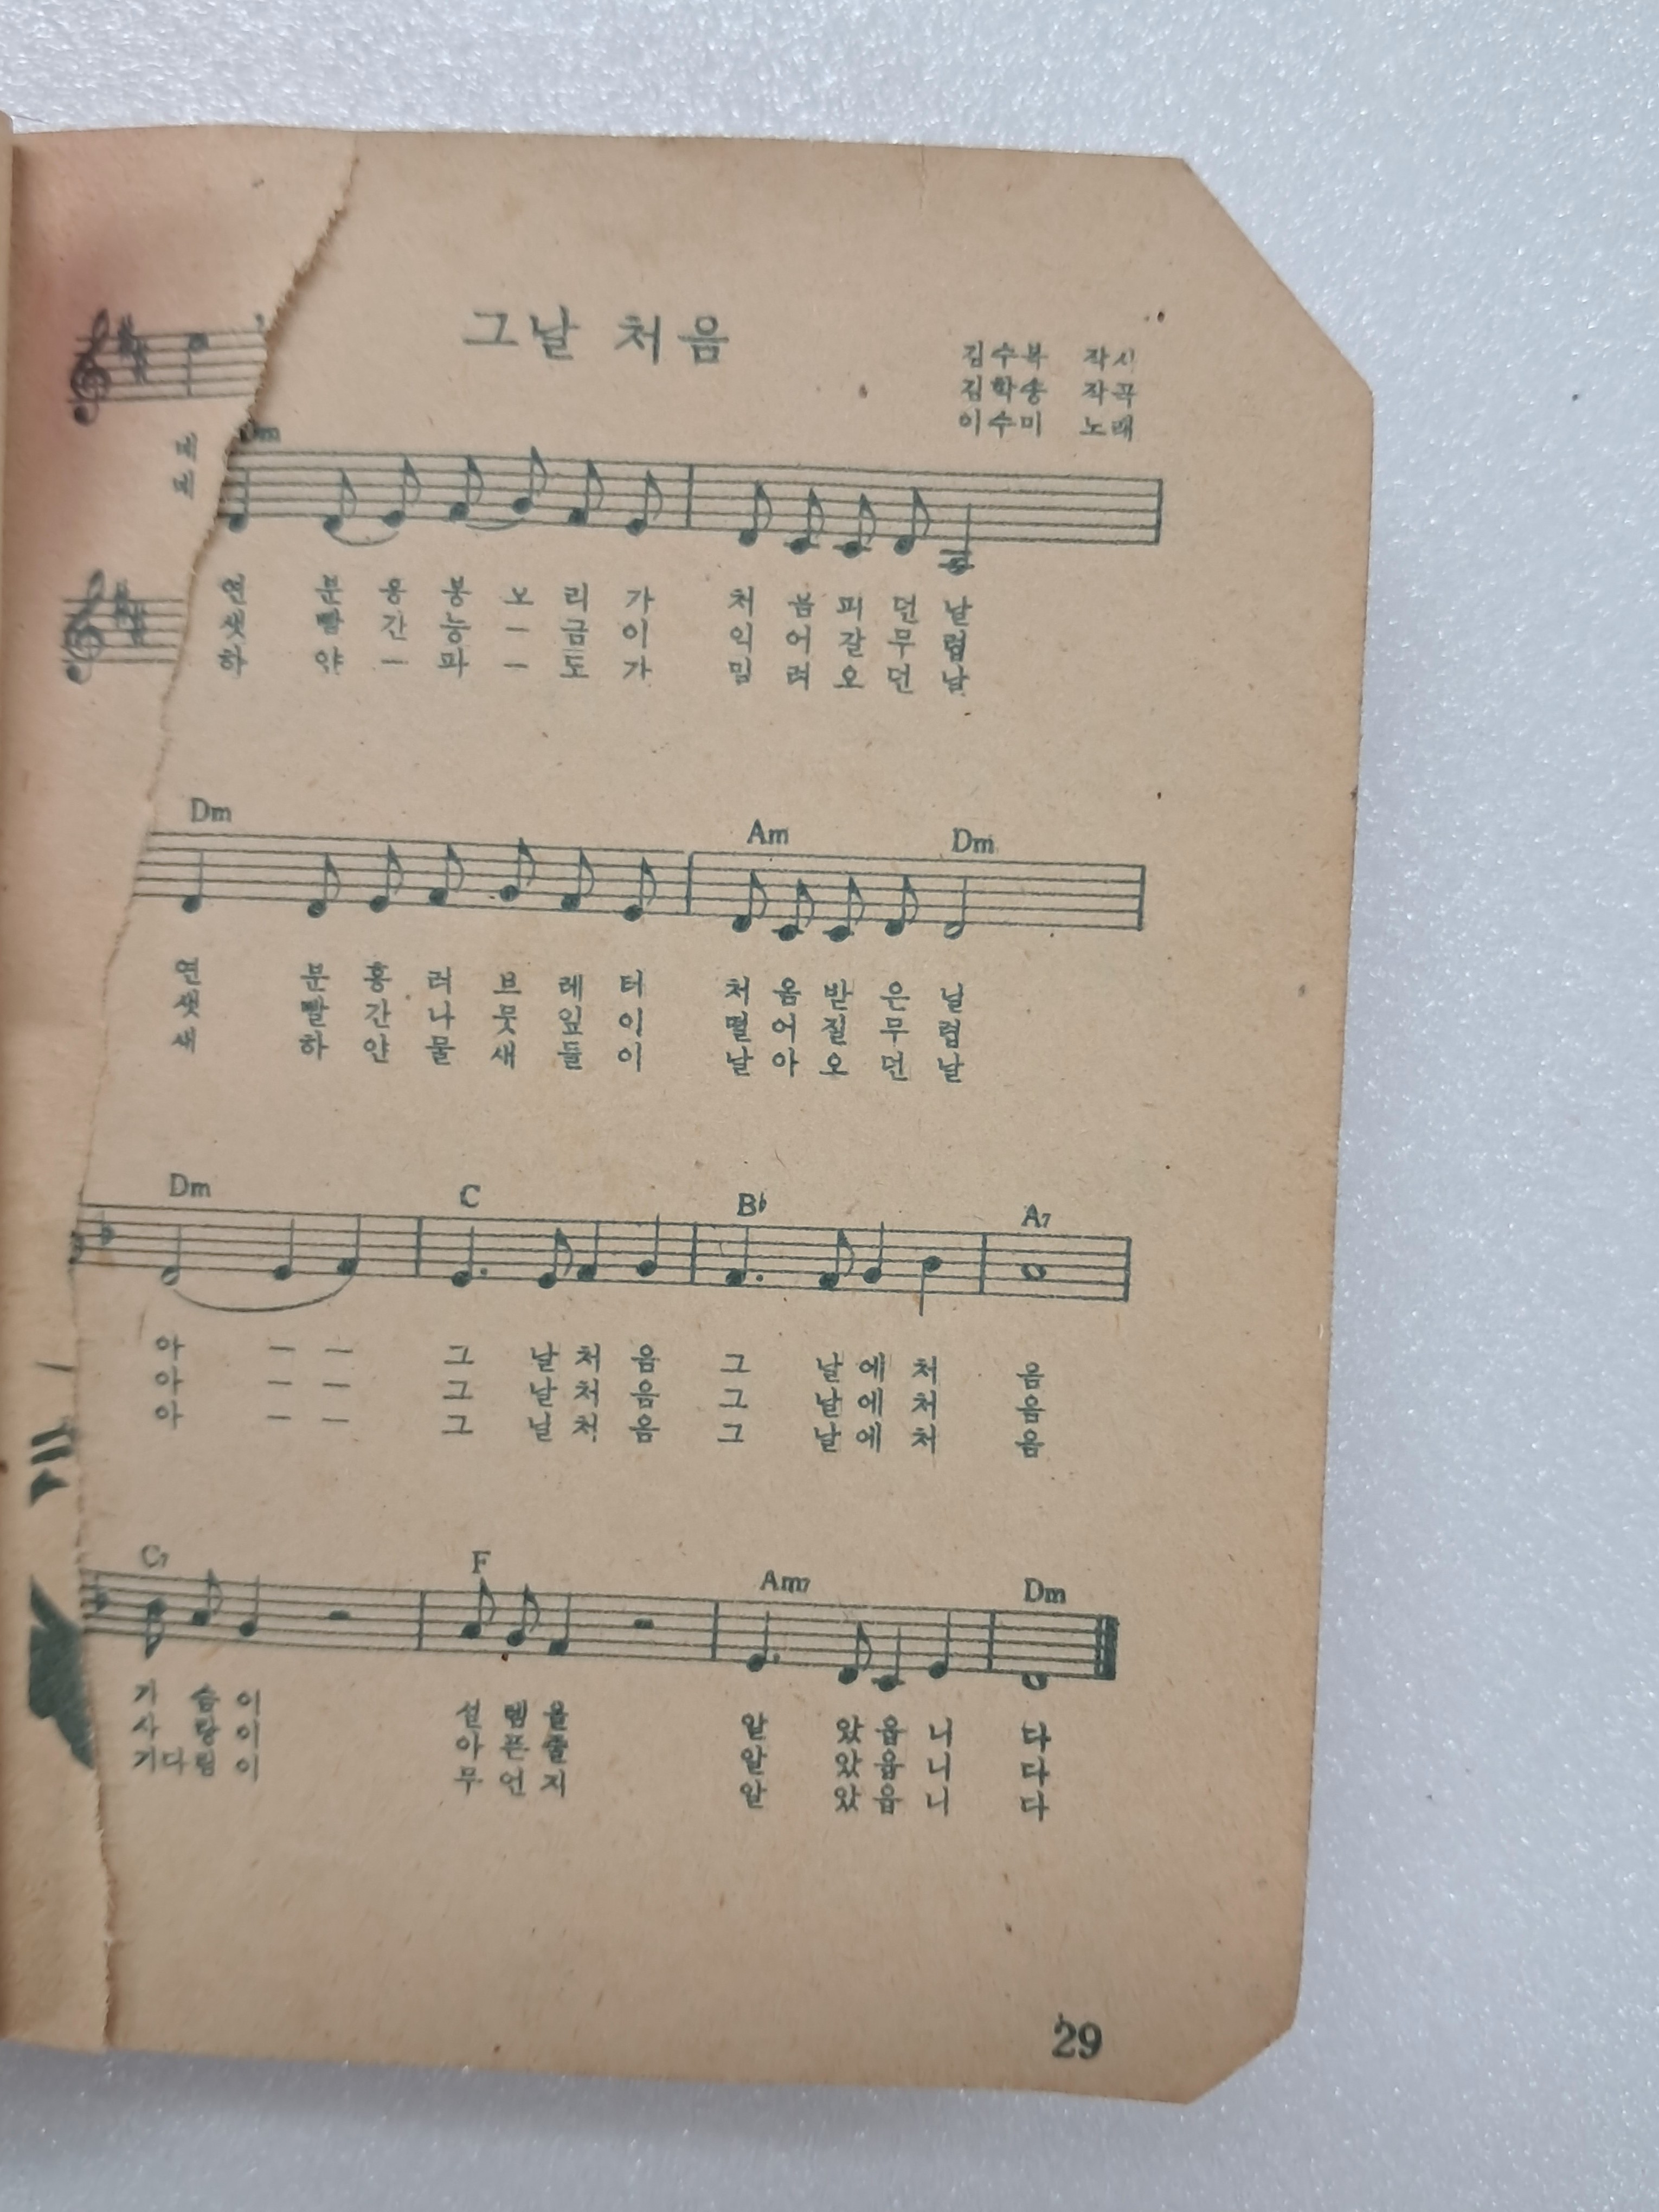 그날 처음
김수복 작시
김학송 작곡
이수미 노래
Dm
연 분 옹 봉 오 리 가 처 음 피 던 날
샛 빨 간 능 - 금 이 익 어 갈 무 렵
하 얀 - 파 - 도 가 밀 려 오 던 날
Dm Am Dm
연 분 홍 러 브 레 터 처 음 받 은 날
샛 빨 간 나 뭇 잎 이 떨 어 질 무 렵
새 하 얀 물 새 들 이 날 아 오 던 날
Dm C B♭ A7
아 - - 그 날 처 음 그 날 에 처 음
아 - - 그 날 처 음 그 날 에 처 음
아 - - 그 날 처 음 그 날 에 처 음
C7 F Am7 Dm
가 슴 이 설 렘 을 알 았 읍 니 다
사 랑 이 아 픈 줄 알 았 읍 니 다
기 다 림 이 무 언 지 알 았 읍 니 다
29